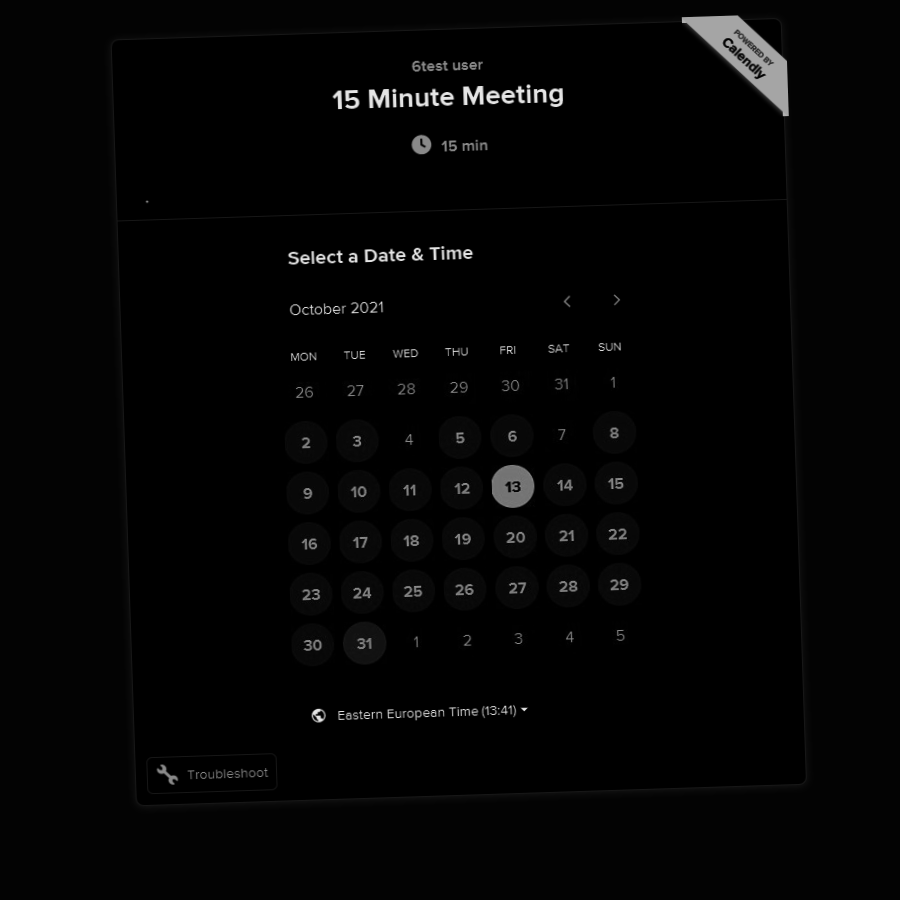 POWERED BY
Calendly
6test user
15 Minute Meeting
15 min
Select a Date & Time
October 2021
MON TUE WED THU FRI SAT SUN
26 27 28 29 30 31 1
2 3 4 5 6 7 8
9 10 11 12 13 14 15
16 17 18 19 20 21 22
23 24 25 26 27 28 29
30 31 1 2 3 4 5
Eastern European Time (13:41)
Troubleshoot